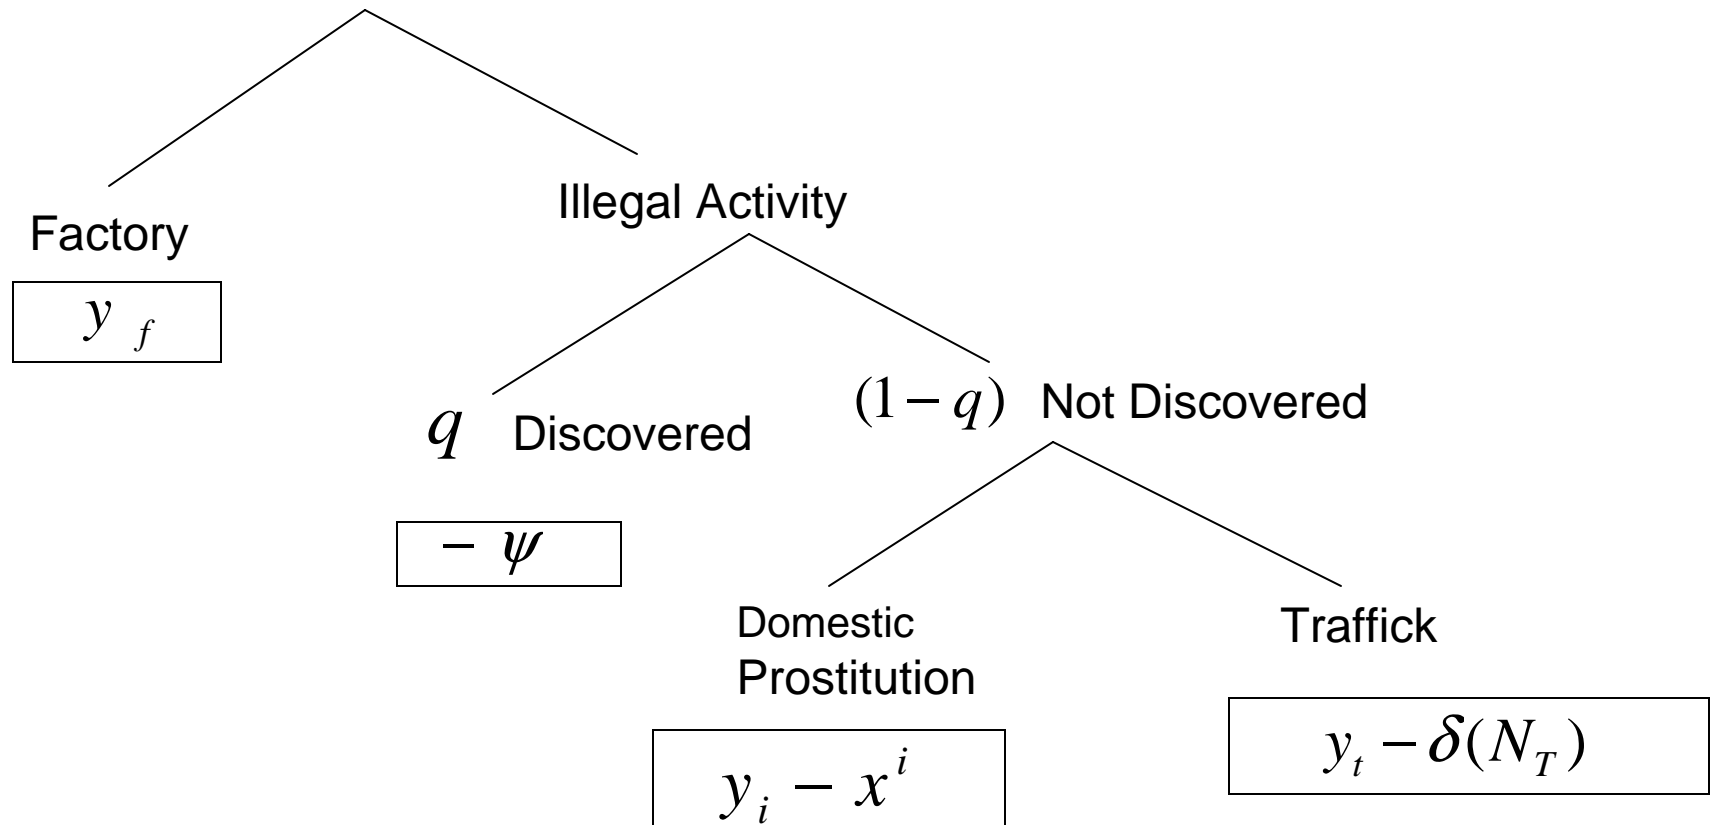 Illegal Activity
Factory
y_f
(1 − q) Not Discovered
q Discovered
− ψ
Domestic
Prostitution
Traffick
y_t − δ(N_T)
y_i − x^i